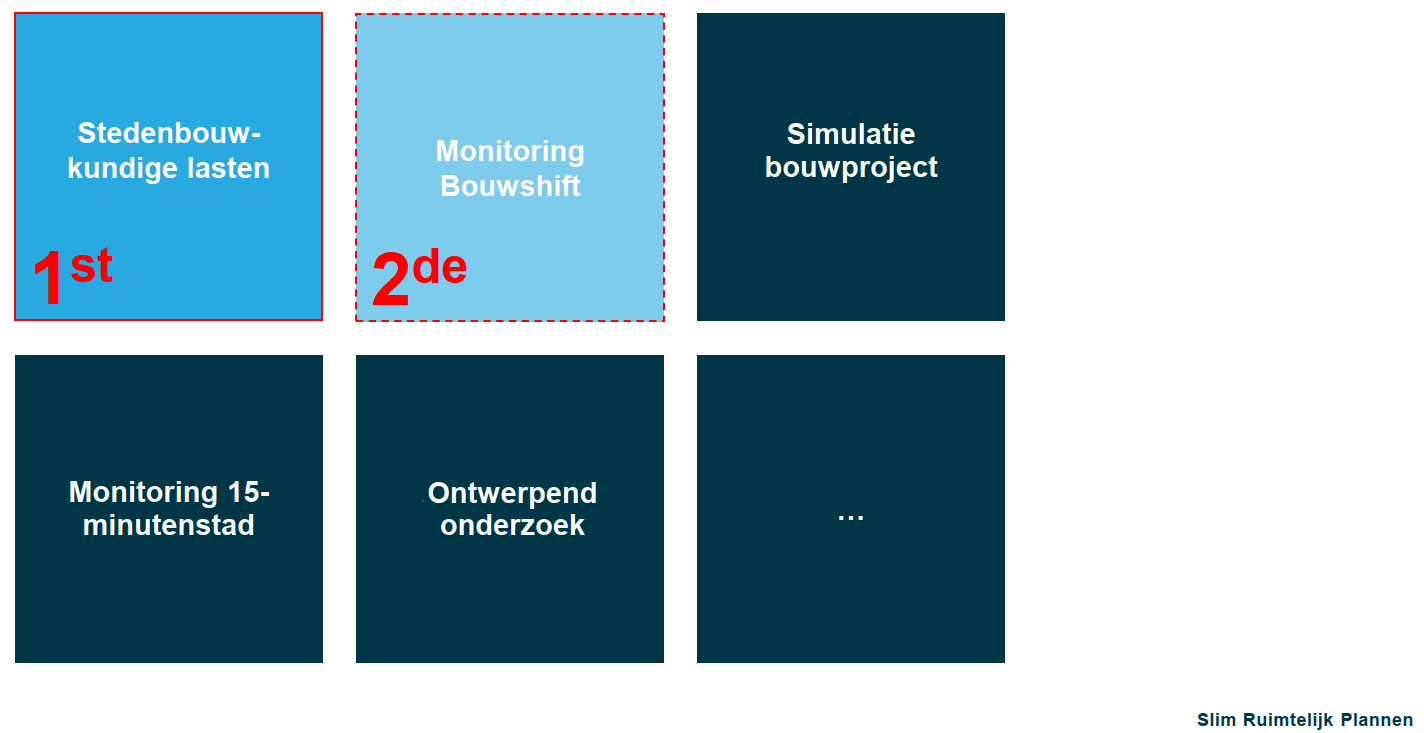 Stedenbouw-
kundige lasten
1st
Monitoring
Bouwshift
2de
Simulatie
bouwproject
Monitoring 15-
minutenstad
Ontwerpend
onderzoek
...
Slim Ruimtelijk Plannen